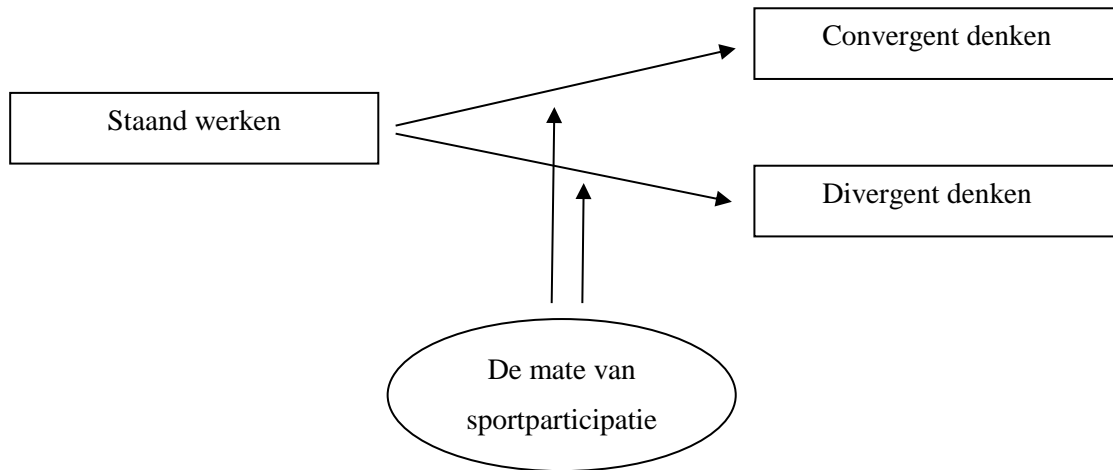 Convergent denken
Staand werken
Divergent denken
De mate van
sportparticipatie